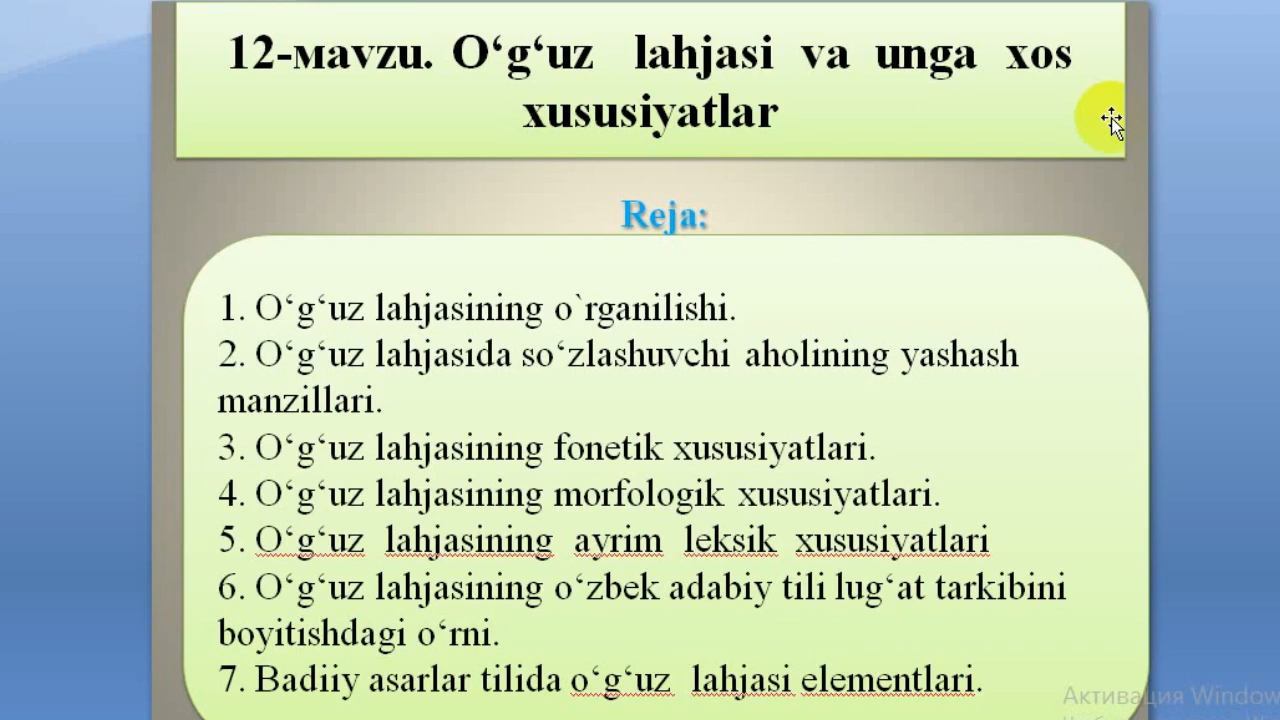 12-мavzu. O‘g‘uz lahjasi va unga xos
xususiyatlar
Reja:
1. O‘g‘uz lahjasining o`rganilishi.
2. O‘g‘uz lahjasida so‘zlashuvchi aholining yashash
manzillari.
3. O‘g‘uz lahjasining fonetik xususiyatlari.
4. O‘g‘uz lahjasining morfologik xususiyatlari.
5. O‘g‘uz lahjasining ayrim leksik xususiyatlari
6. O‘g‘uz lahjasining o‘zbek adabiy tili lug‘at tarkibini
boyitishdagi o‘rni.
7. Badiiy asarlar tilida o‘g‘uz lahjasi elementlari.
Активация Window